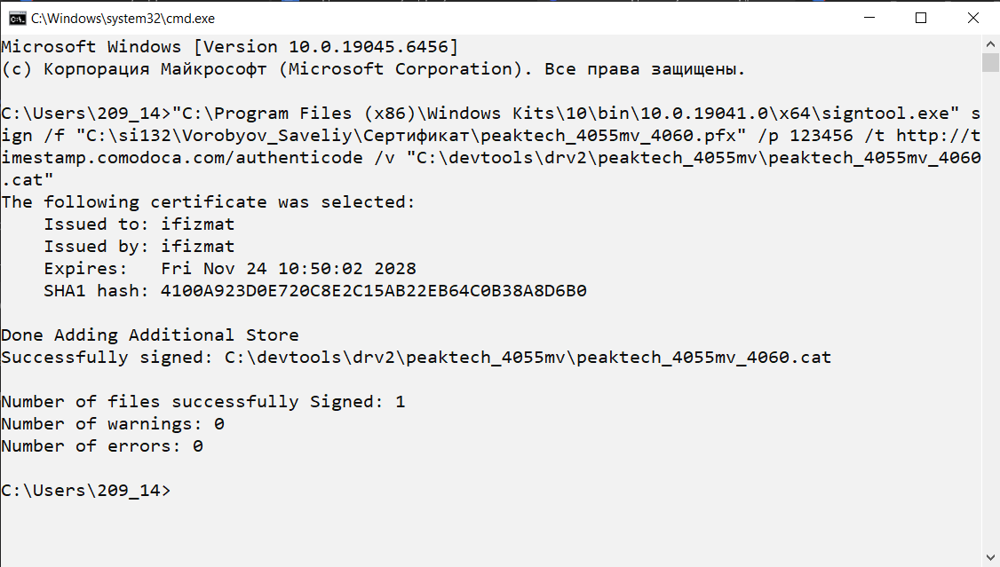 C:\Windows\system32\cmd.exe
Microsoft Windows [Version 10.0.19045.6456]
(c) Корпорация Майкрософт (Microsoft Corporation). Все права защищены.
C:\Users\209_14>"C:\Program Files (x86)\Windows Kits\10\bin\10.0.19041.0\x64\signtool.exe" s
ign /f "C:\si132\Vorobyov_Saveliy\Сертификат\peaktech_4055mv_4060.pfx" /p 123456 /t http://t
imestamp.comodoca.com/authenticode /v "C:\devtools\drv2\peaktech_4055mv\peaktech_4055mv_4060
.cat"
The following certificate was selected:
    Issued to: ifizmat
    Issued by: ifizmat
    Expires:   Fri Nov 24 10:50:02 2028
    SHA1 hash: 4100A923D0E720C8E2C15AB22EB64C0B38A8D6B0
Done Adding Additional Store
Successfully signed: C:\devtools\drv2\peaktech_4055mv\peaktech_4055mv_4060.cat
Number of files successfully Signed: 1
Number of warnings: 0
Number of errors: 0
C:\Users\209_14>